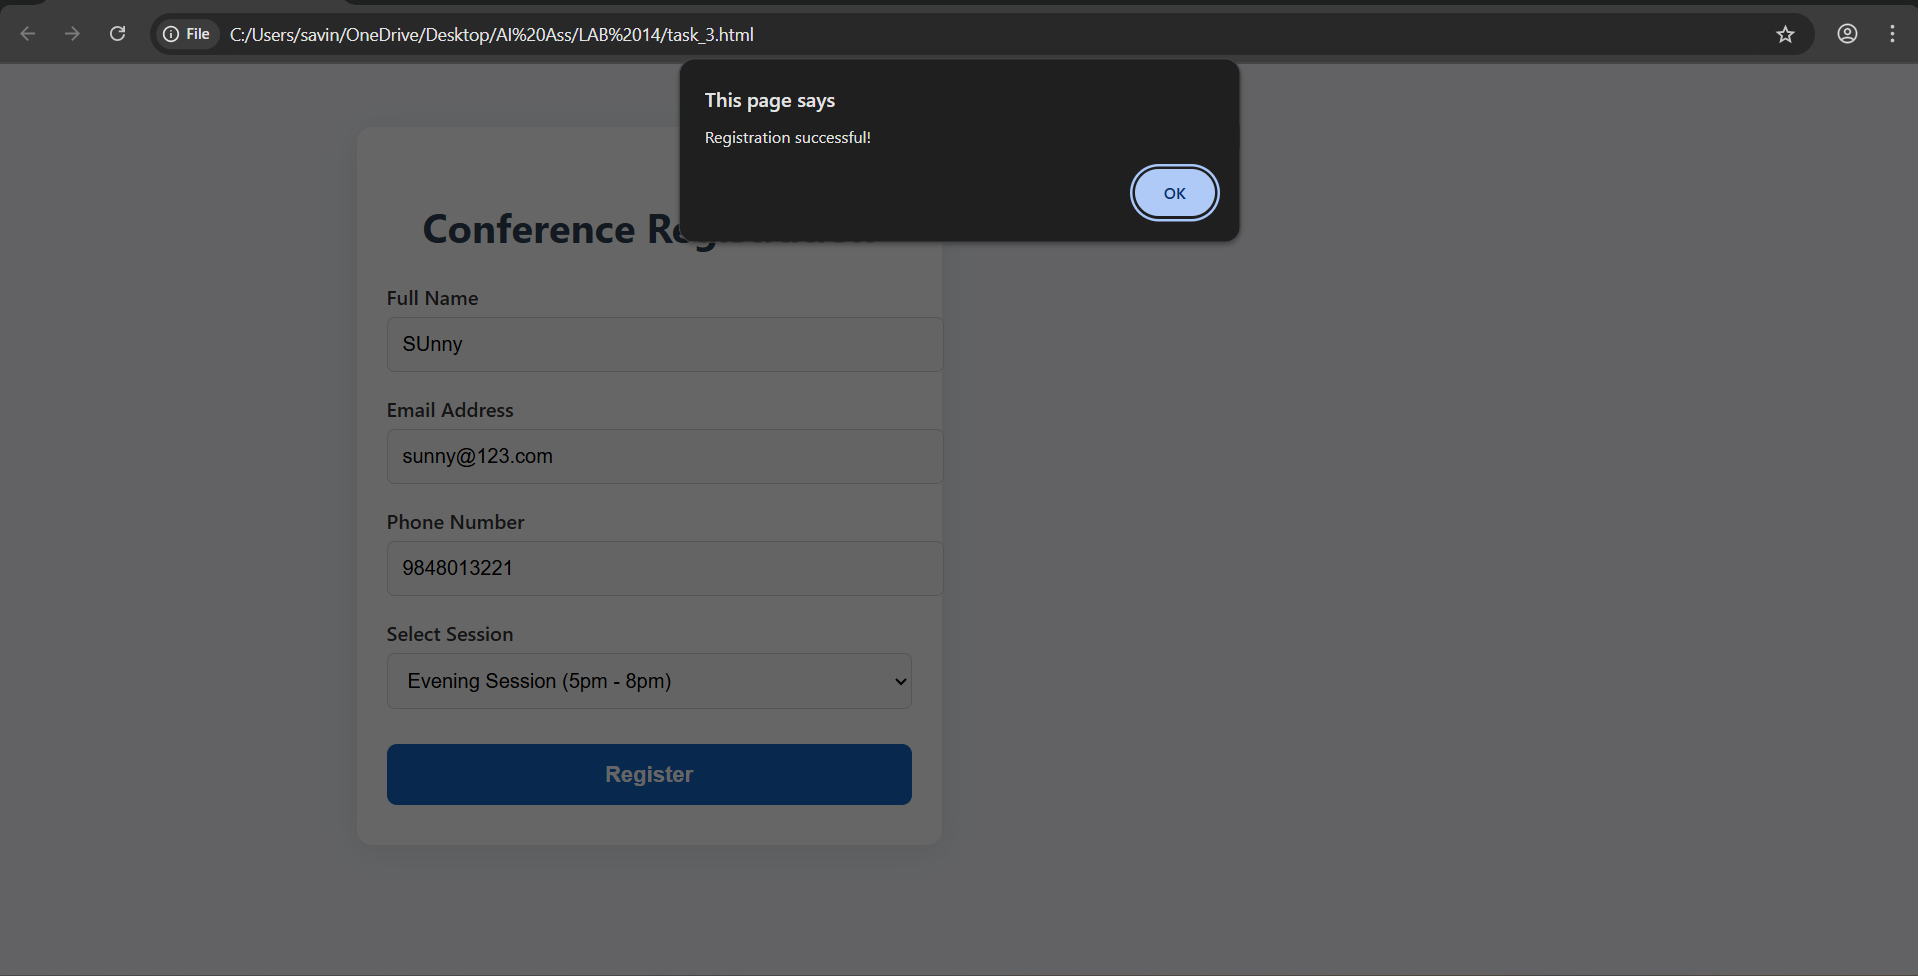 File C:/Users/savin/OneDrive/Desktop/AI%20Ass/LAB%2014/task_3.html
This page says
Registration successful!
OK
Conference
Full Name
SUnny
Email Address
sunny@123.com
Phone Number
9848013221
Select Session
Evening Session (5pm - 8pm)
Register